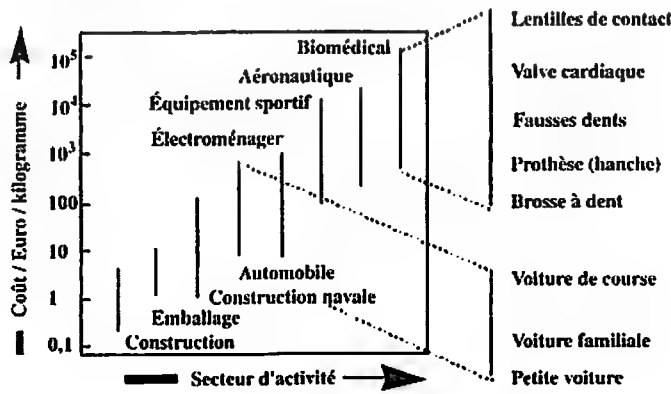 Coût / Euro / kilogramme
10⁵
10⁴
10³
100
10
1
0,1
Biomédical
Aéronautique
Équipement sportif
Électroménager
Automobile
Construction navale
Emballage
Construction
Secteur d'activité
Lentilles de contact
Valve cardiaque
Fausses dents
Prothèse (hanche)
Brosse à dent
Voiture de course
Voiture familiale
Petite voiture